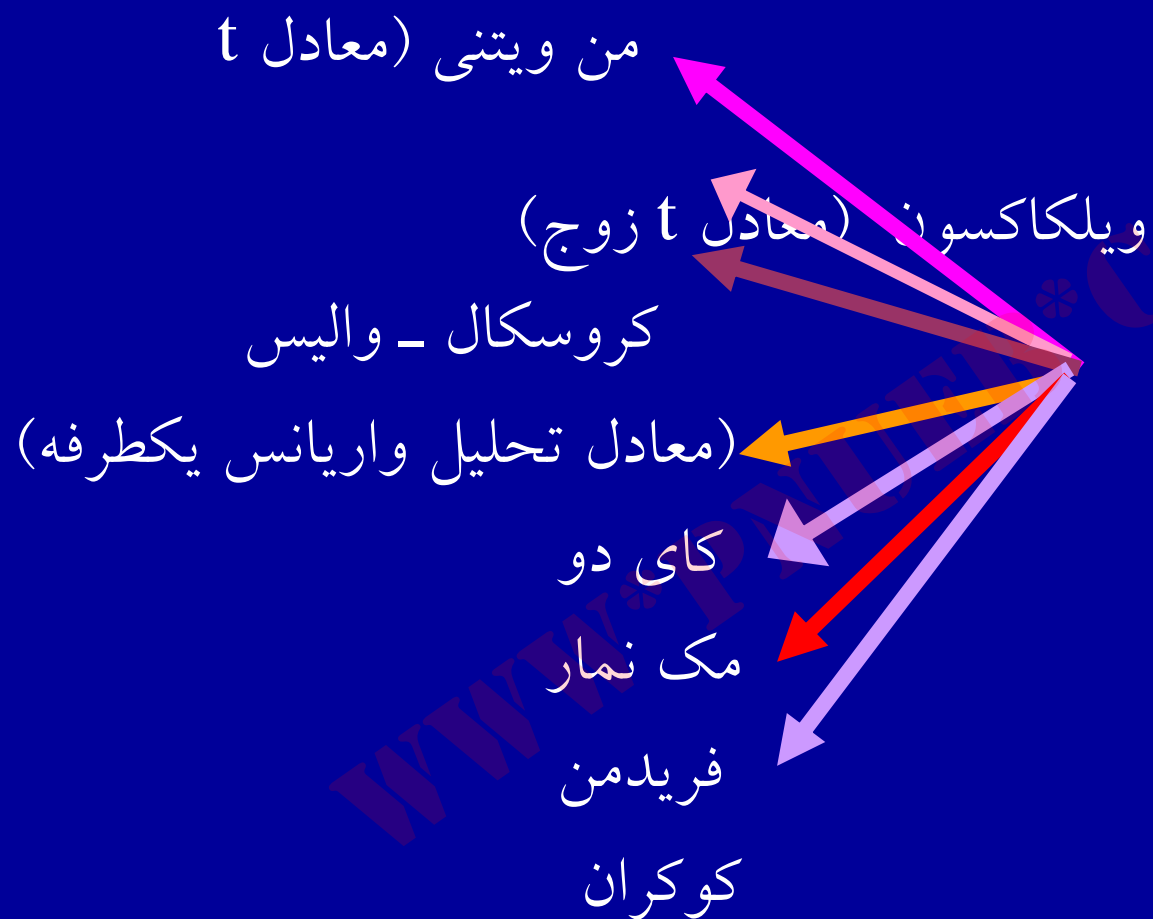 من ویتنی (معادل t
ویلکاکسون (معادل t زوج)
کروسکال ـ والیس
(معادل تحلیل واریانس یکطرفه)
کای دو
مک نمار
فریدمن
کوکران